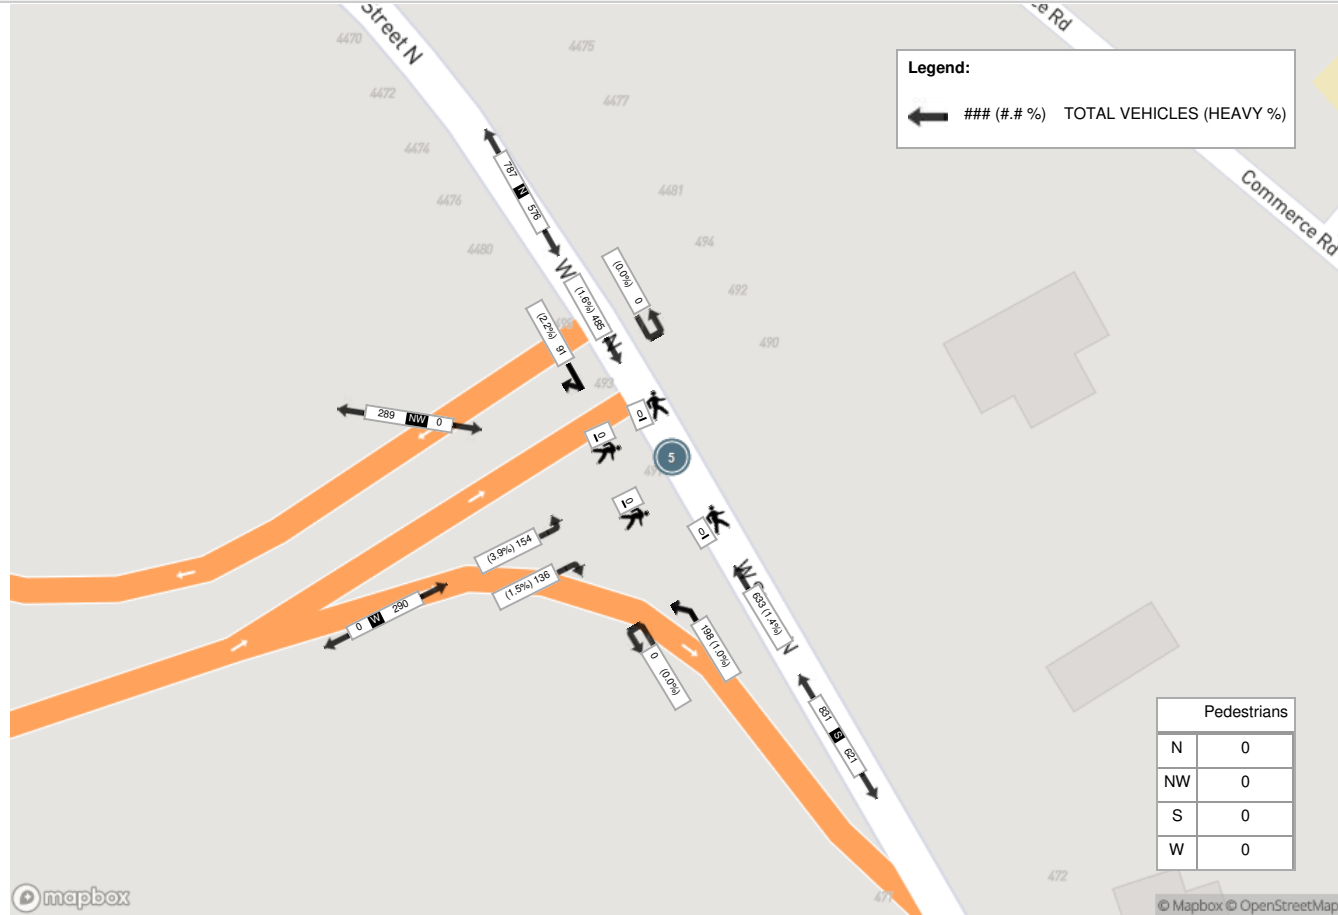 Street N
ce Rd
4470
4475
Legend:
### (#.# %) TOTAL VEHICLES (HEAVY %)
4472
4477
4474
4476
4481
Commerce Rd
787 N 576
4480
494
(0.0%) 0
492
(1.6%) 485
(2.2%) 91
W
N
490
493
289 NW 0
0
0
5
0
0
(3.9%) 154
(1.5%) 136
0 W 290
633 (1.4%)
N
198 (1.0%)
0 (0.0%)
831 S 621
Pedestrians
N 0
NW 0
S 0
W 0
472
471
mapbox
© Mapbox © OpenStreetMap